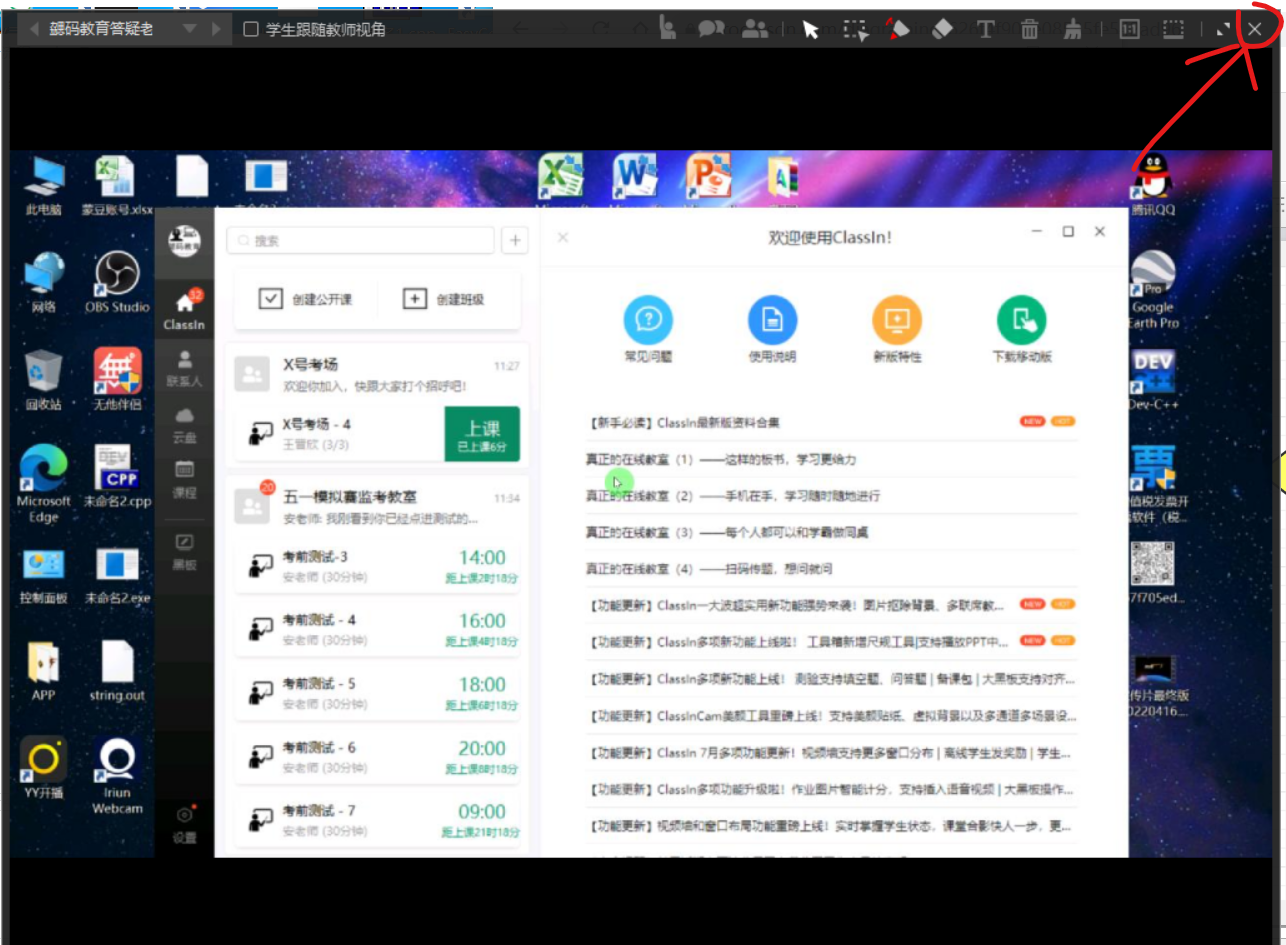 教育答疑老
学生跟随教师视角
T
1:1
此电脑
蒙豆账号.xlsx
腾讯QQ
网络
OBS Studio
Google
Earth Pro
回收站
无他伴侣
Dev-C++
Microsoft
Edge
未命名2.cpp
控制面板
未命名2.exe
7f705ed...
APP
string.out
传片最终版
0220416...
YY开播
Iriun
Webcam
值税发票开
软件（税...
32
ClassIn
联系人
云盘
课程
黑板
设置
搜索
创建公开课
创建班级
X号考场
11:27
欢迎你加入，快跟大家打个招呼吧!
X号考场 - 4
王晋欣 (3/3)
上课
已上课6分
20
五一模拟赛监考教室
11:34
安老师: 我刚看到你已经点进测试的...
考前测试-3
14:00
安老师 (30分钟)
距上课2时18分
考前测试 - 4
16:00
安老师 (30分钟)
距上课4时18分
考前测试 - 5
18:00
安老师 (30分钟)
距上课6时18分
考前测试 - 6
20:00
安老师 (30分钟)
距上课8时18分
考前测试 - 7
09:00
安老师 (30分钟)
距上课21时18分
欢迎使用ClassIn!
常见问题
使用说明
新版特性
下载移动版
【新手必读】ClassIn最新版资料合集
NEW HOT
真正的在线教室（1）——这样的板书，学习更给力
真正的在线教室（2）——手机在手，学习随时随地进行
真正的在线教室（3）——每个人都可以和学霸做同桌
真正的在线教室（4）——扫码传题，想问就问
【功能更新】ClassIn一大波超实用新功能强势来袭！图片抠除背景、多联席教...
NEW HOT
【功能更新】ClassIn多项新功能上线啦！ 工具箱新增尺规工具|支持播放PPT中...
NEW HOT
【功能更新】ClassIn多项新功能上线！ 测验支持填空题、问答题 | 备课包 | 大黑板支持对齐...
【功能更新】ClassInCam美颜工具重磅上线！支持美颜贴纸、虚拟背景以及多通道多场景设...
【功能更新】ClassIn 7月多项功能更新！视频墙支持更多窗口分布 | 离线学生发奖励 | 学生...
【功能更新】ClassIn多项功能升级啦！作业图片智能计分，支持插入语音视频 | 大黑板操作...
【功能更新】视频墙和窗口布局功能重磅上线！实时掌握学生状态，课堂合影快人一步，更...